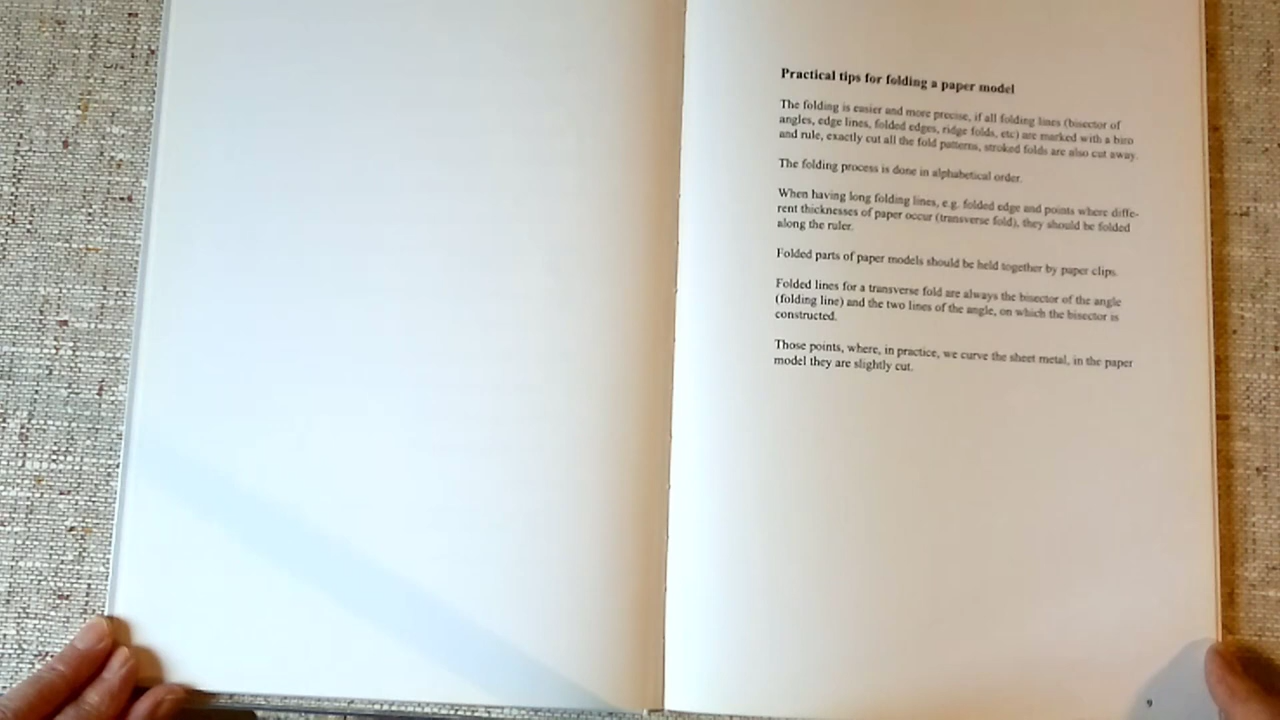 Practical tips for folding a paper model
The folding is easier and more precise, if all folding lines (bisector of
angles, edge lines, folded edges, ridge folds, etc) are marked with a biro
and rule, exactly cut all the fold patterns, stroked folds are also cut away.
The folding process is done in alphabetical order.
When having long folding lines, e.g. folded edge and points where diffe-
rent thicknesses of paper occur (transverse fold), they should be folded
along the ruler.
Folded parts of paper models should be held together by paper clips.
Folded lines for a transverse fold are always the bisector of the angle
(folding line) and the two lines of the angle, on which the bisector is
constructed.
Those points, where, in practice, we curve the sheet metal, in the paper
model they are slightly cut.
9